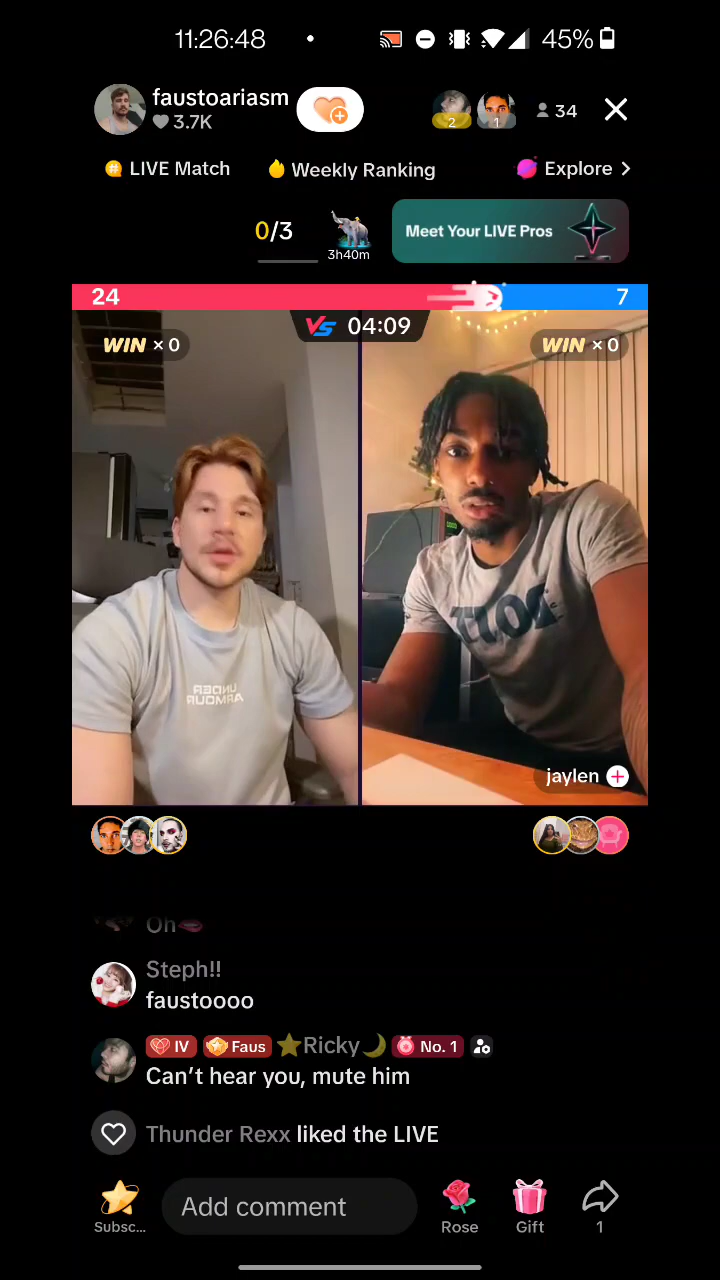 11:26:48
45%
faustoariasm
3.7K
2
1
34
LIVE Match
Weekly Ranking
Explore
0/3
3h40m
Meet Your LIVE Pros
24
7
VS 04:09
WIN × 0
WIN × 0
UNDER
ARMOUR
jaylen
Oh
Steph!!
faustoooo
IV Faus Ricky No. 1
Can't hear you, mute him
Thunder Rexx liked the LIVE
Subsc...
Add comment
Rose
Gift
1